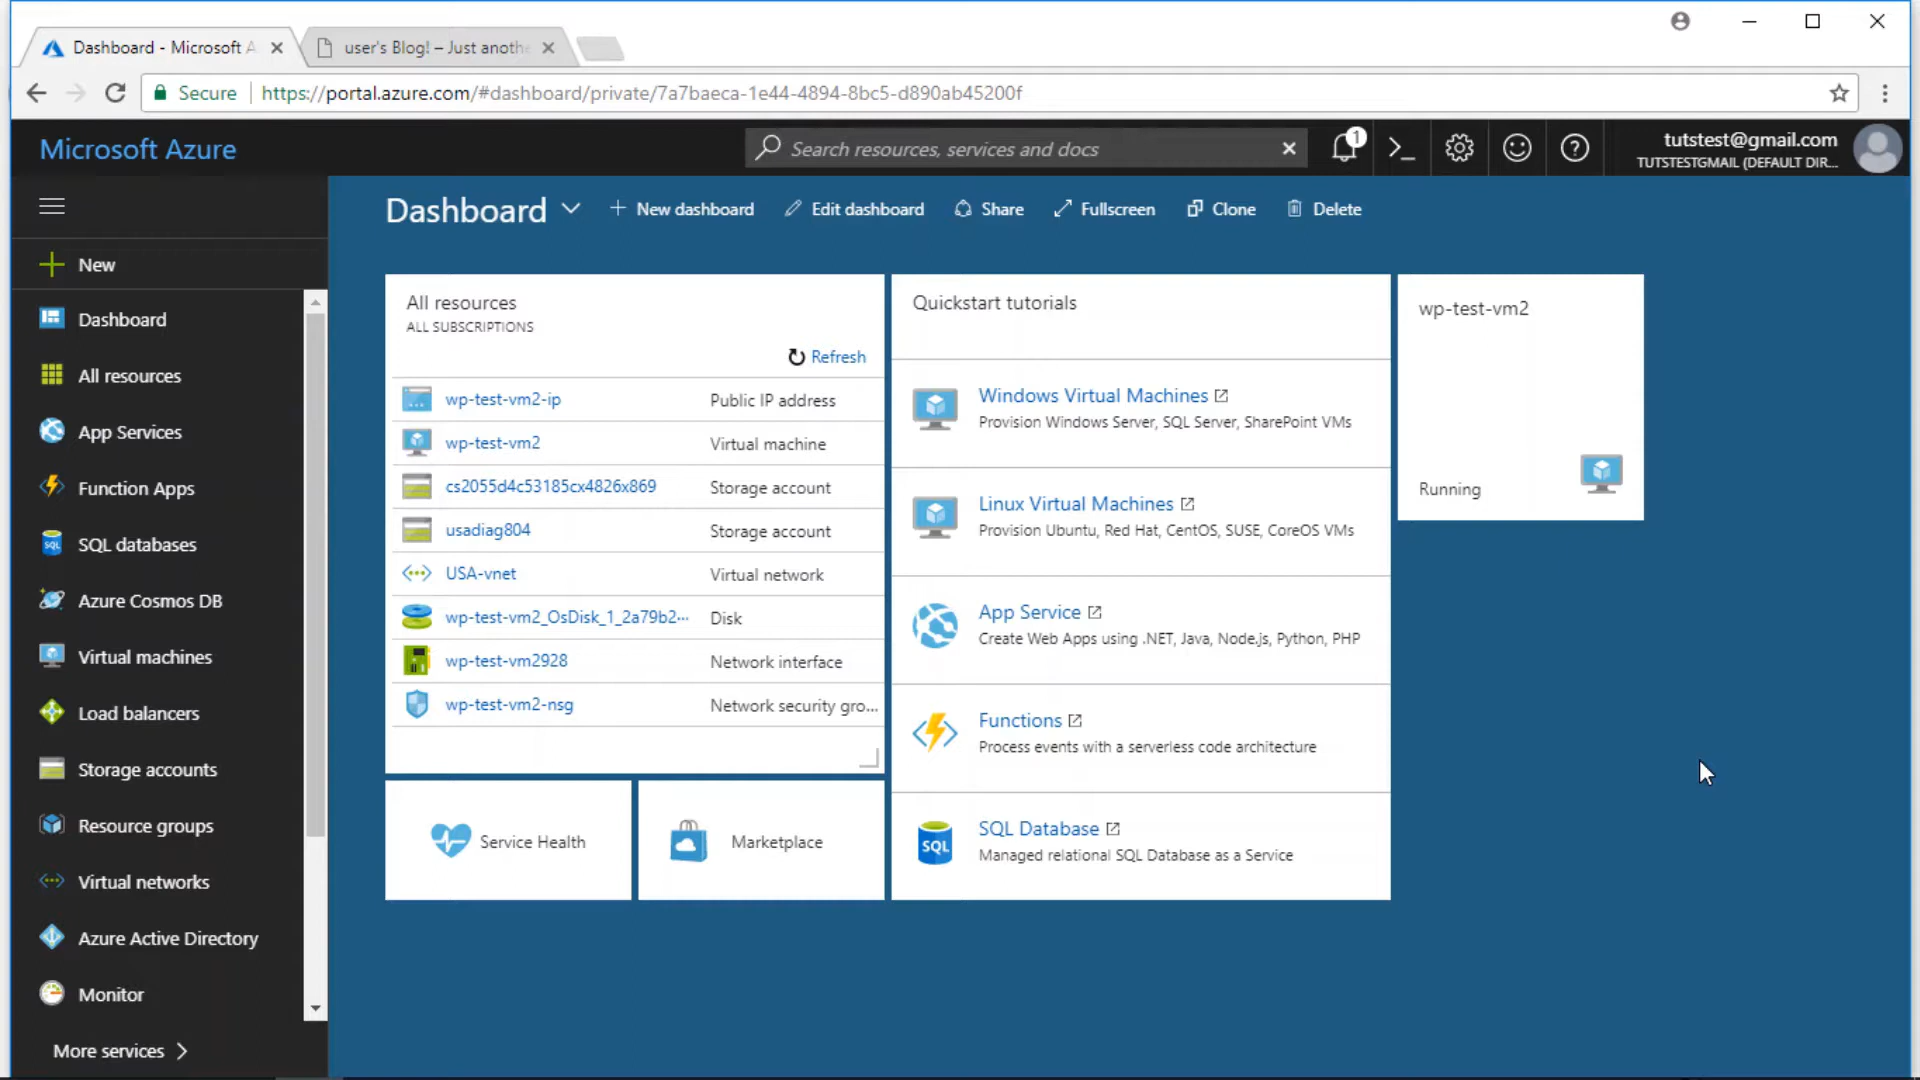 Dashboard - Microsoft A
user's Blog! – Just anoth
Secure https://portal.azure.com/#dashboard/private/7a7baeca-1e44-4894-8bc5-d890ab45200f
Microsoft Azure
Search resources, services and docs
1
tutstest@gmail.com
TUTSTESTGMAIL (DEFAULT DIR...
Dashboard
New dashboard
Edit dashboard
Share
Fullscreen
Clone
Delete
New
Dashboard
All resources
App Services
Function Apps
SQL databases
Azure Cosmos DB
Virtual machines
Load balancers
Storage accounts
Resource groups
Virtual networks
Azure Active Directory
Monitor
More services
All resources
ALL SUBSCRIPTIONS
Refresh
wp-test-vm2-ip Public IP address
wp-test-vm2 Virtual machine
cs2055d4c53185cx4826x869 Storage account
usadiag804 Storage account
USA-vnet Virtual network
wp-test-vm2_OsDisk_1_2a79b2... Disk
wp-test-vm2928 Network interface
wp-test-vm2-nsg Network security gro...
Service Health
Marketplace
Quickstart tutorials
Windows Virtual Machines
Provision Windows Server, SQL Server, SharePoint VMs
Linux Virtual Machines
Provision Ubuntu, Red Hat, CentOS, SUSE, CoreOS VMs
App Service
Create Web Apps using .NET, Java, Node.js, Python, PHP
Functions
Process events with a serverless code architecture
SQL
SQL Database
Managed relational SQL Database as a Service
wp-test-vm2
Running